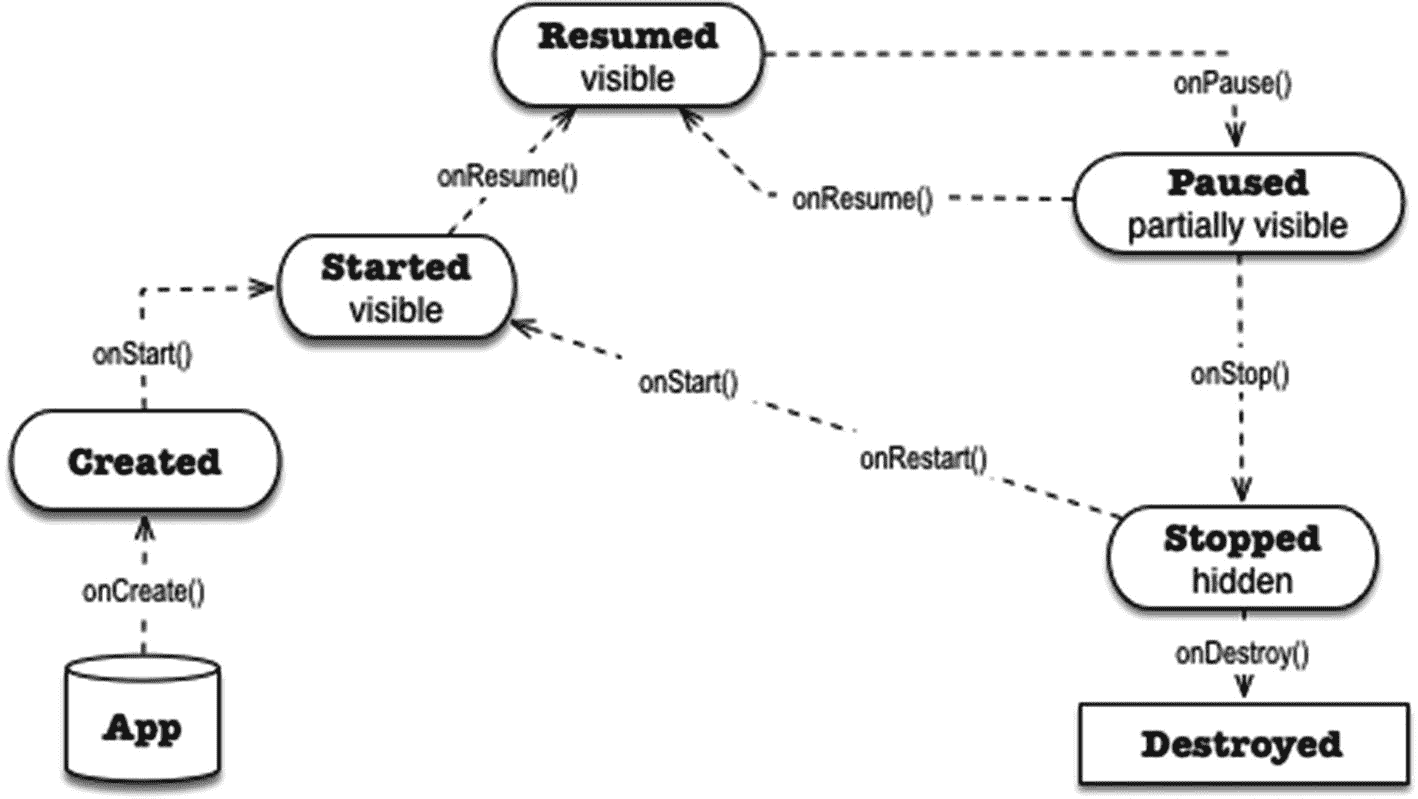 Resumed
visible
onPause()
onResume()
onResume()
Paused
partially visible
Started
visible
onStart()
onStart()
onStop()
Created
onRestart()
Stopped
hidden
onCreate()
onDestroy()
App
Destroyed